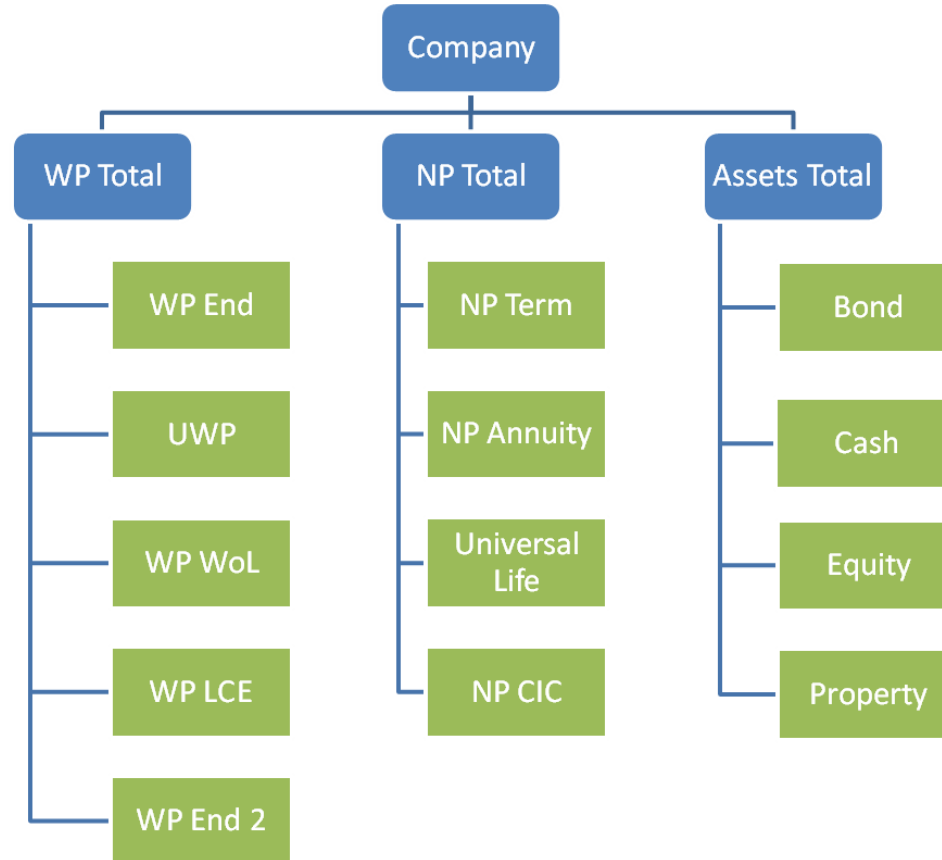 Company
WP Total
NP Total
Assets Total
WP End
UWP
WP WoL
WP LCE
WP End 2
NP Term
NP Annuity
Universal
Life
NP CIC
Bond
Cash
Equity
Property